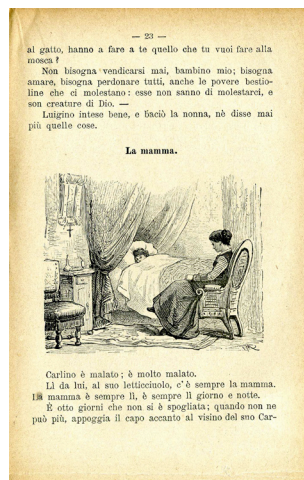 — 23 —
al gatto, hanno a fare a te quello che tu vuoi fare alla
mosca?
Non bisogna vendicarsi mai, bambino mio; bisogna
amare, bisogna perdonare tutti, anche le povere bestio-
line che ci molestano: esse non sanno di molestarci, e
son creature di Dio. —
Luigino intese bene, e baciò la nonna, nè disse mai
più quelle cose.
La mamma.
Carlino è malato; è molto malato.
Lì da lui, al suo letticciuolo, c'è sempre la mamma.
La mamma è sempre lì, è sempre lì giorno e notte.
È otto giorni che non si è spogliata; quando non ne
può più, appoggia il capo accanto al visino del suo Car-